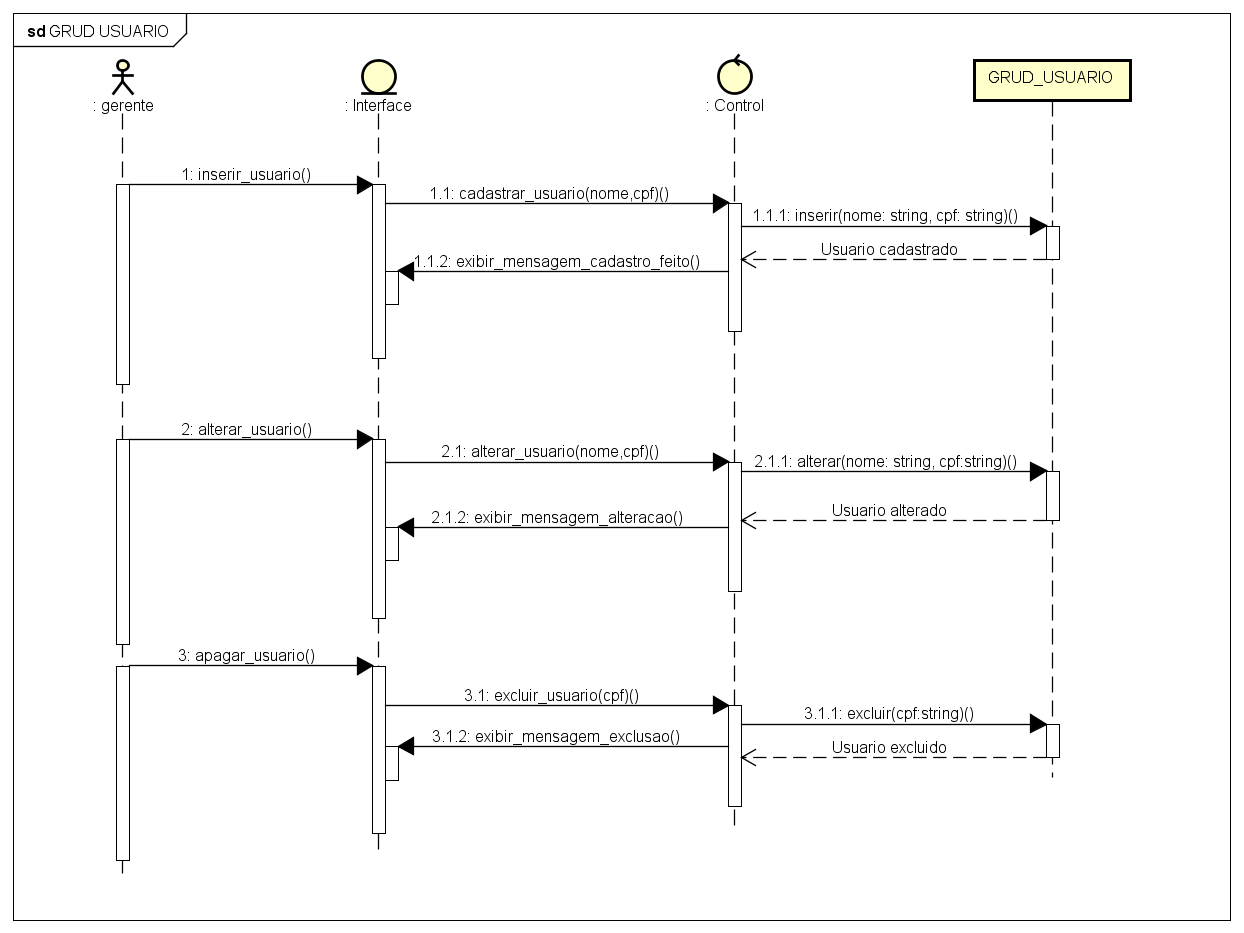 sd GRUD USUARIO
: gerente
: Interface
: Control
GRUD_USUARIO
1: inserir_usuario()
1.1: cadastrar_usuario(nome,cpf)()
1.1.1: inserir(nome: string, cpf: string)()
Usuario cadastrado
1.1.2: exibir_mensagem_cadastro_feito()
2: alterar_usuario()
2.1: alterar_usuario(nome,cpf)()
2.1.1: alterar(nome: string, cpf:string)()
Usuario alterado
2.1.2: exibir_mensagem_alteracao()
3: apagar_usuario()
3.1: excluir_usuario(cpf)()
3.1.1: excluir(cpf:string)()
3.1.2: exibir_mensagem_exclusao()
Usuario excluido